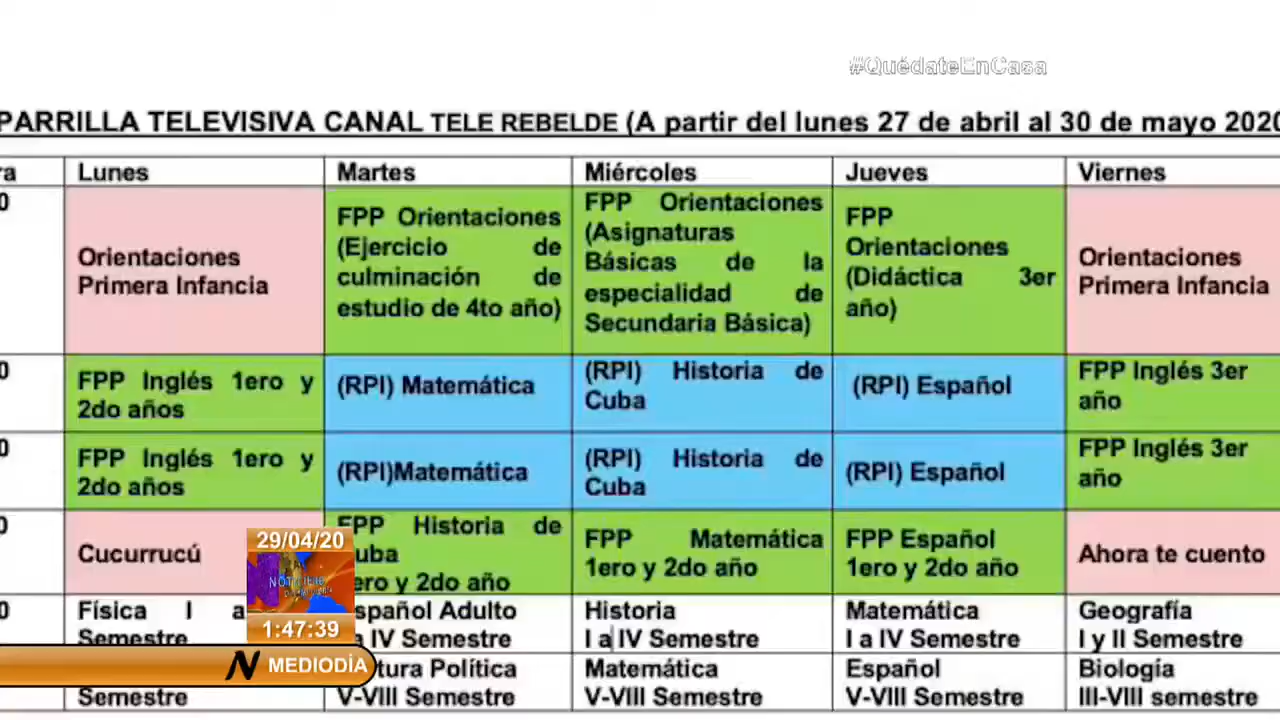 #QuédateEnCasa
PARRILLA TELEVISIVA CANAL TELE REBELDE (A partir del lunes 27 de abril al 30 de mayo 2020
ra Lunes Martes Miércoles Jueves Viernes
0
Orientaciones
Primera Infancia
FPP Orientaciones
(Ejercicio de
culminación de
estudio de 4to año)
FPP Orientaciones
(Asignaturas
Básicas de la
especialidad de
Secundaria Básica)
FPP
Orientaciones
(Didáctica 3er
año)
Orientaciones
Primera Infancia
0
FPP Inglés 1ero y
2do años
(RPI) Matemática
(RPI) Historia de
Cuba
(RPI) Español
FPP Inglés 3er
año
0
FPP Inglés 1ero y
2do años
(RPI)Matemática
(RPI) Historia de
Cuba
(RPI) Español
FPP Inglés 3er
año
0
Cucurrucú
FPP Historia de
uba
ero y 2do año
FPP Matemática
1ero y 2do año
FPP Español
1ero y 2do año
Ahora te cuento
0
Física I a
Semestre
spañol Adulto
a IV Semestre
Historia
I a IV Semestre
Matemática
I a IV Semestre
Geografía
I y II Semestre
Semestre
tura Política
V-VIII Semestre
Matemática
V-VIII Semestre
Español
V-VIII Semestre
Biología
III-VIII semestre
29/04/20
1:47:39
N MEDIODÍA